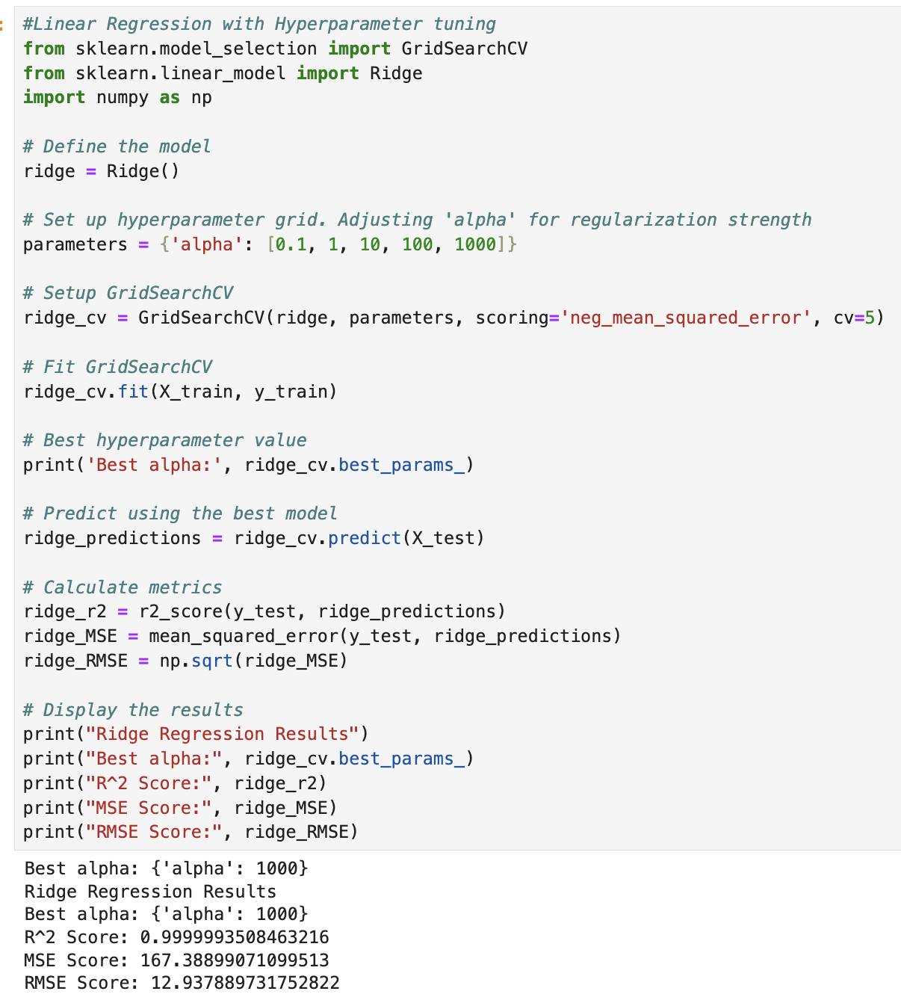 #Linear Regression with Hyperparameter tuning
from sklearn.model_selection import GridSearchCV
from sklearn.linear_model import Ridge
import numpy as np
# Define the model
ridge = Ridge()
# Set up hyperparameter grid. Adjusting 'alpha' for regularization strength
parameters = {'alpha': [0.1, 1, 10, 100, 1000]}
# Setup GridSearchCV
ridge_cv = GridSearchCV(ridge, parameters, scoring='neg_mean_squared_error', cv=5)
# Fit GridSearchCV
ridge_cv.fit(X_train, y_train)
# Best hyperparameter value
print('Best alpha:', ridge_cv.best_params_)
# Predict using the best model
ridge_predictions = ridge_cv.predict(X_test)
# Calculate metrics
ridge_r2 = r2_score(y_test, ridge_predictions)
ridge_MSE = mean_squared_error(y_test, ridge_predictions)
ridge_RMSE = np.sqrt(ridge_MSE)
# Display the results
print("Ridge Regression Results")
print("Best alpha:", ridge_cv.best_params_)
print("R^2 Score:", ridge_r2)
print("MSE Score:", ridge_MSE)
print("RMSE Score:", ridge_RMSE)
Best alpha: {'alpha': 1000}
Ridge Regression Results
Best alpha: {'alpha': 1000}
R^2 Score: 0.9999993508463216
MSE Score: 167.38899071099513
RMSE Score: 12.937889731752822